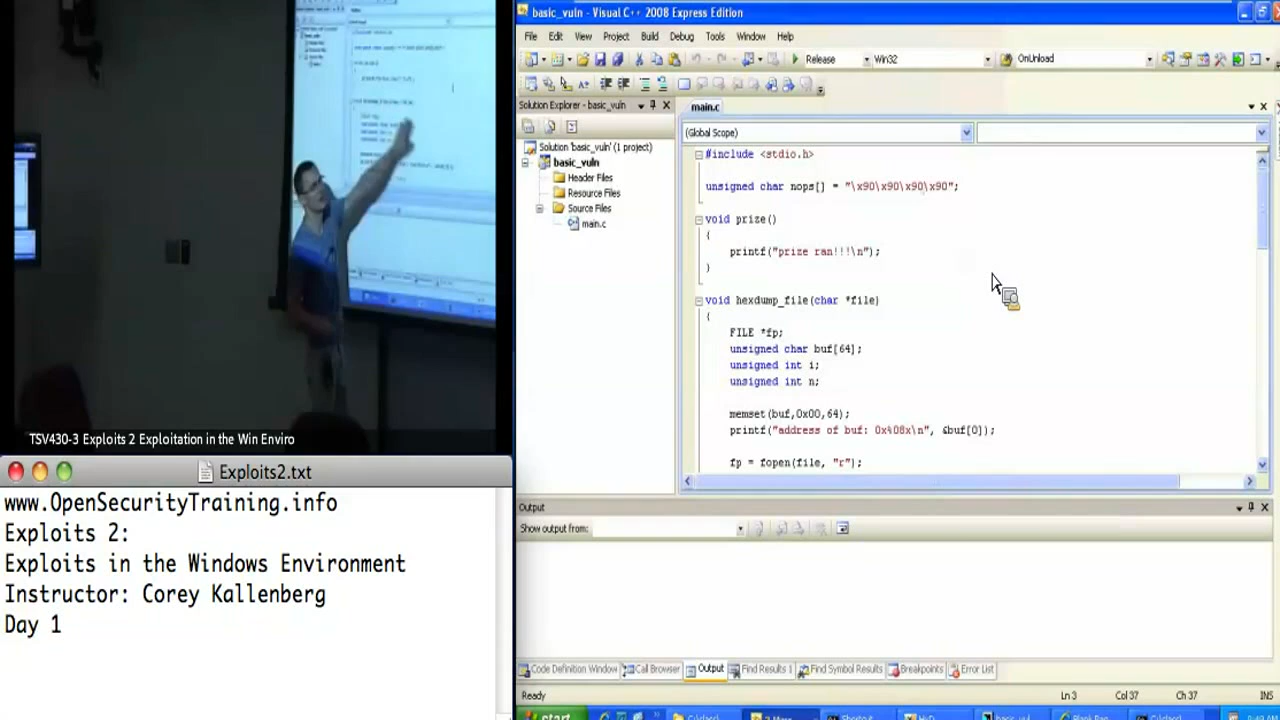 TSV430-3 Exploits 2 Exploitation in the Win Enviro
Exploits2.txt
www.OpenSecurityTraining.info
Exploits 2:
Exploits in the Windows Environment
Instructor: Corey Kallenberg
Day 1
basic_vuln - Visual C++ 2008 Express Edition
File Edit View Project Build Debug Tools Window Help
Release Win32 OnUnload
Solution Explorer - basic_vuln
Solution 'basic_vuln' (1 project)
basic_vuln
Header Files
Resource Files
Source Files
main.c
main.c
(Global Scope)
#include <stdio.h>
unsigned char nops[] = "\x90\x90\x90\x90";
void prize()
{
printf("prize ran!!!\n");
}
void hexdump_file(char *file)
{
FILE *fp;
unsigned char buf[64];
unsigned int i;
unsigned int n;
memset(buf,0x00,64);
printf("address of buf: 0x%08x\n", &buf[0]);
fp = fopen(file, "r");
Output
Show output from:
Code Definition Window Call Browser Output Find Results 1 Find Symbol Results Breakpoints Error List
Ready Ln 3 Col 37 Ch 37 INS
start